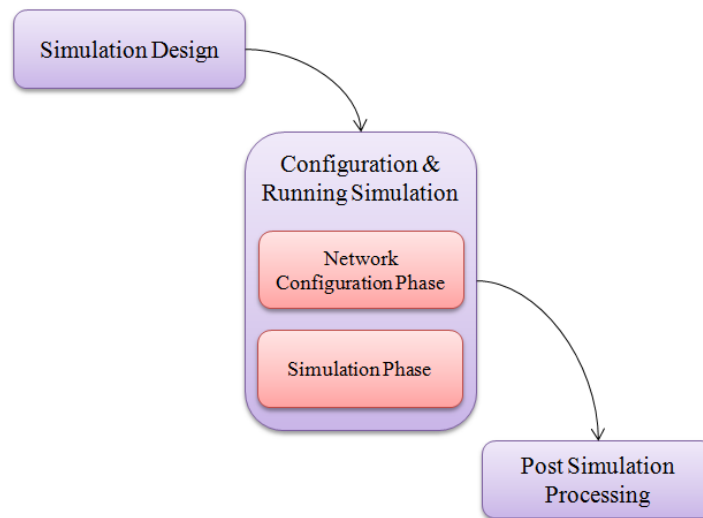 Simulation Design
Configuration &
Running Simulation
Network
Configuration Phase
Simulation Phase
Post Simulation
Processing